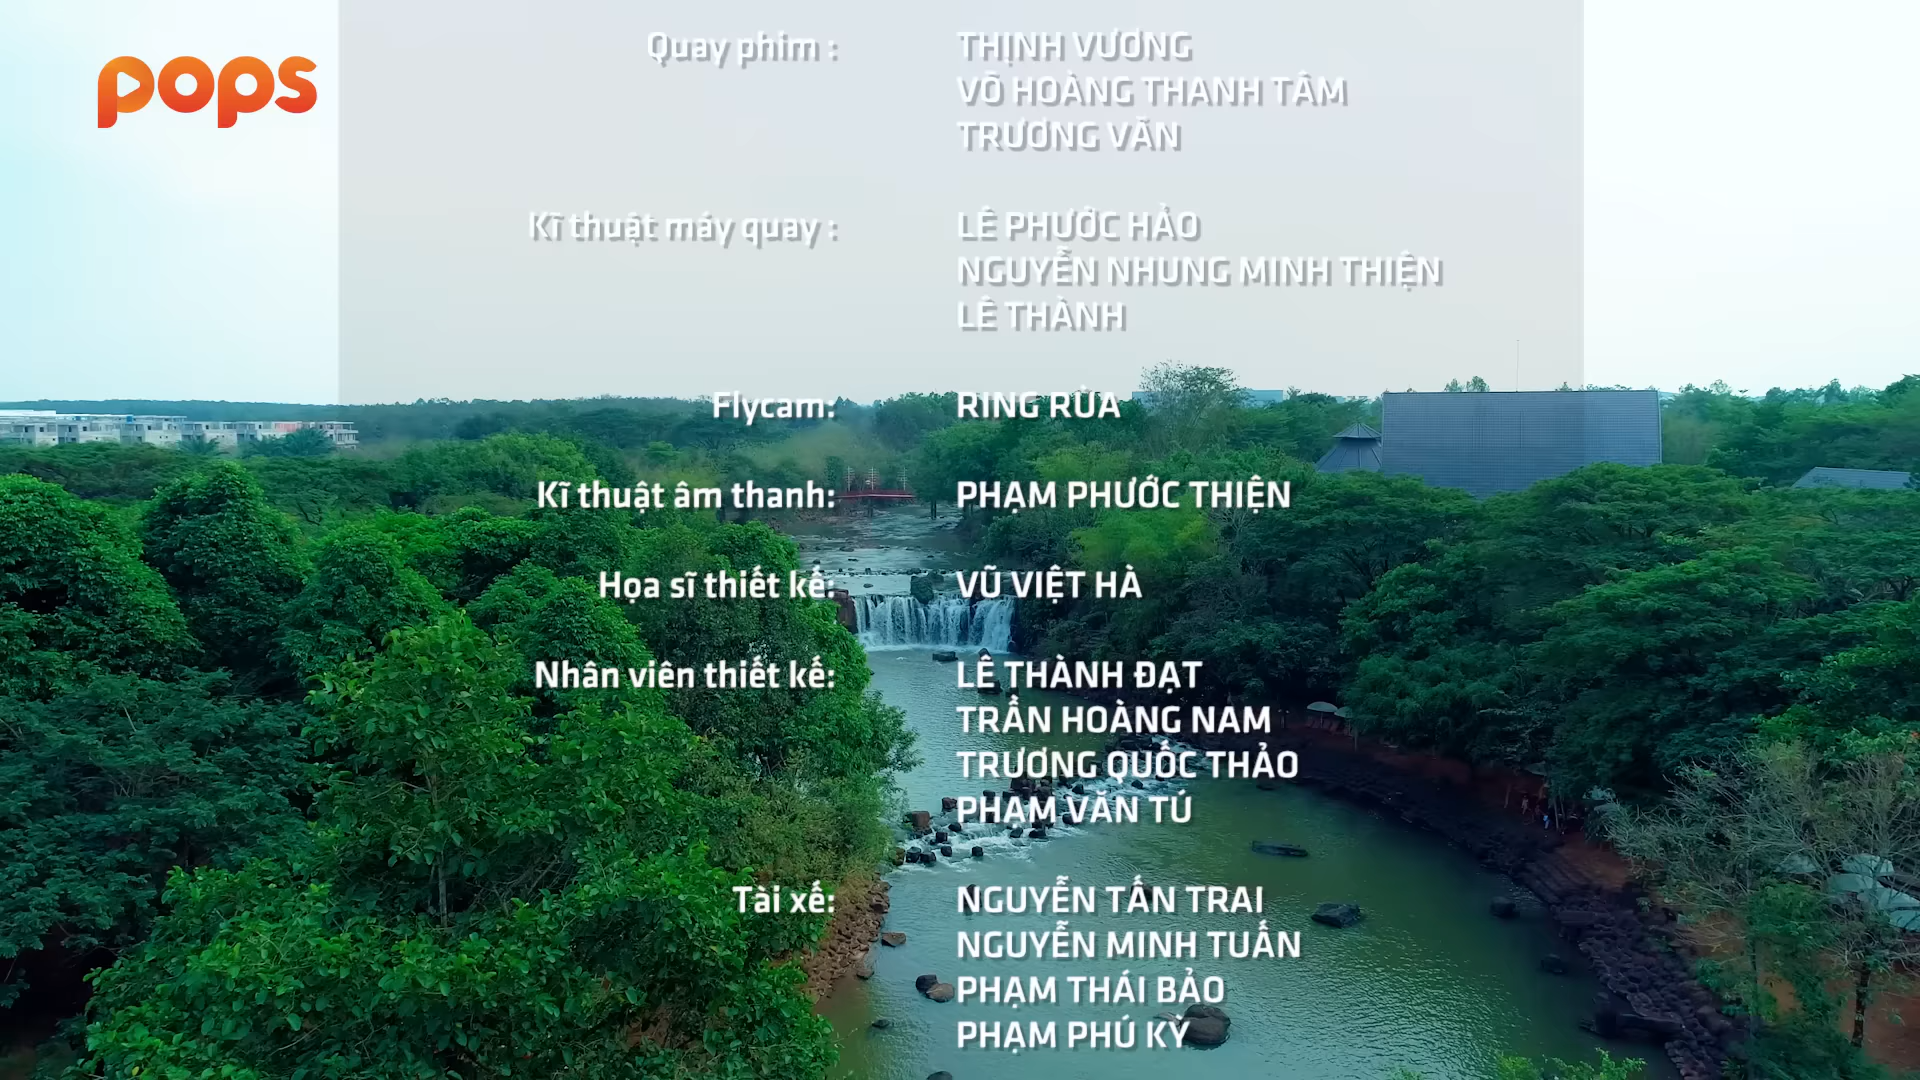 pops
Quay phim : THỊNH VƯƠNG
VÕ HOÀNG THANH TÂM
TRƯƠNG VĂN
Kĩ thuật máy quay : LÊ PHƯỚC HẢO
NGUYỄN NHUNG MINH THIỆN
LÊ THÀNH
Flycam: RING RÙA
Kĩ thuật âm thanh: PHẠM PHƯỚC THIỆN
Họa sĩ thiết kế: VŨ VIỆT HÀ
Nhân viên thiết kế: LÊ THÀNH ĐẠT
TRẦN HOÀNG NAM
TRƯƠNG QUỐC THẢO
PHẠM VĂN TÚ
Tài xế: NGUYỄN TẤN TRAI
NGUYỄN MINH TUẤN
PHẠM THÁI BẢO
PHẠM PHÚ KỲ